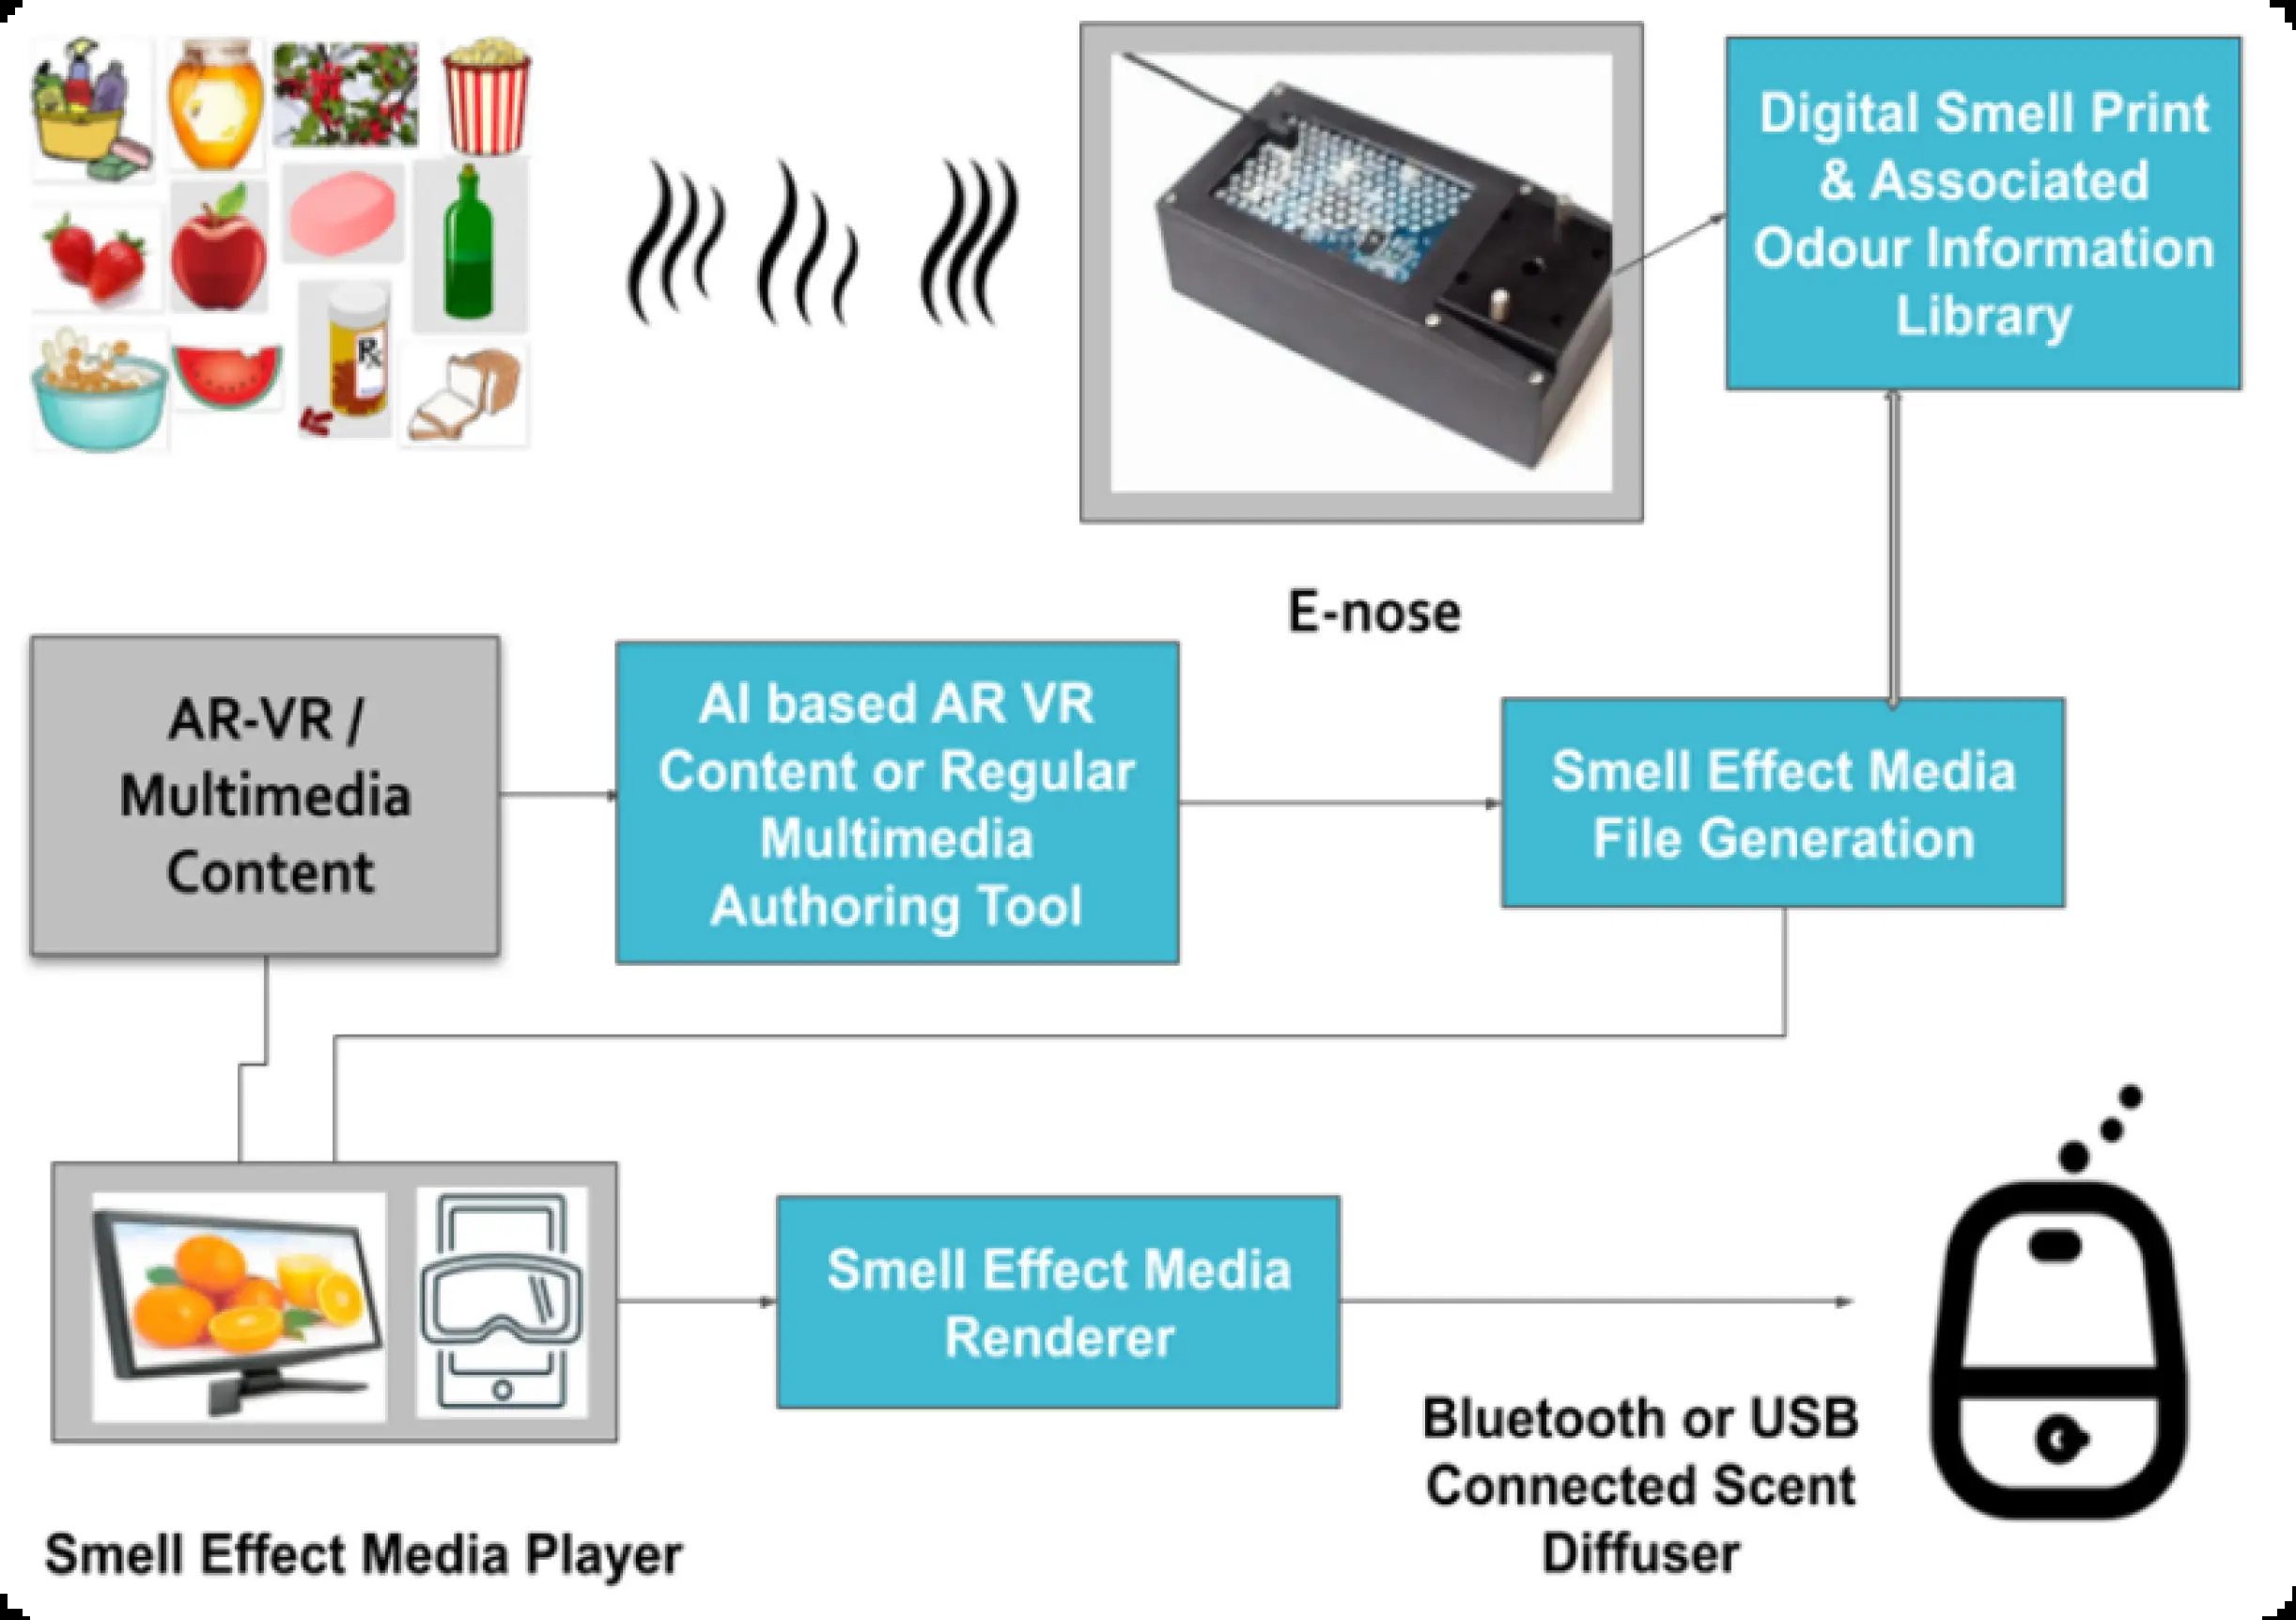 Rx
Digital Smell Print
& Associated
Odour Information
Library
E-nose
AR-VR /
Multimedia
Content
AI based AR VR
Content or Regular
Multimedia
Authoring Tool
Smell Effect Media
File Generation
Smell Effect Media
Renderer
Bluetooth or USB
Connected Scent
Diffuser
Smell Effect Media Player